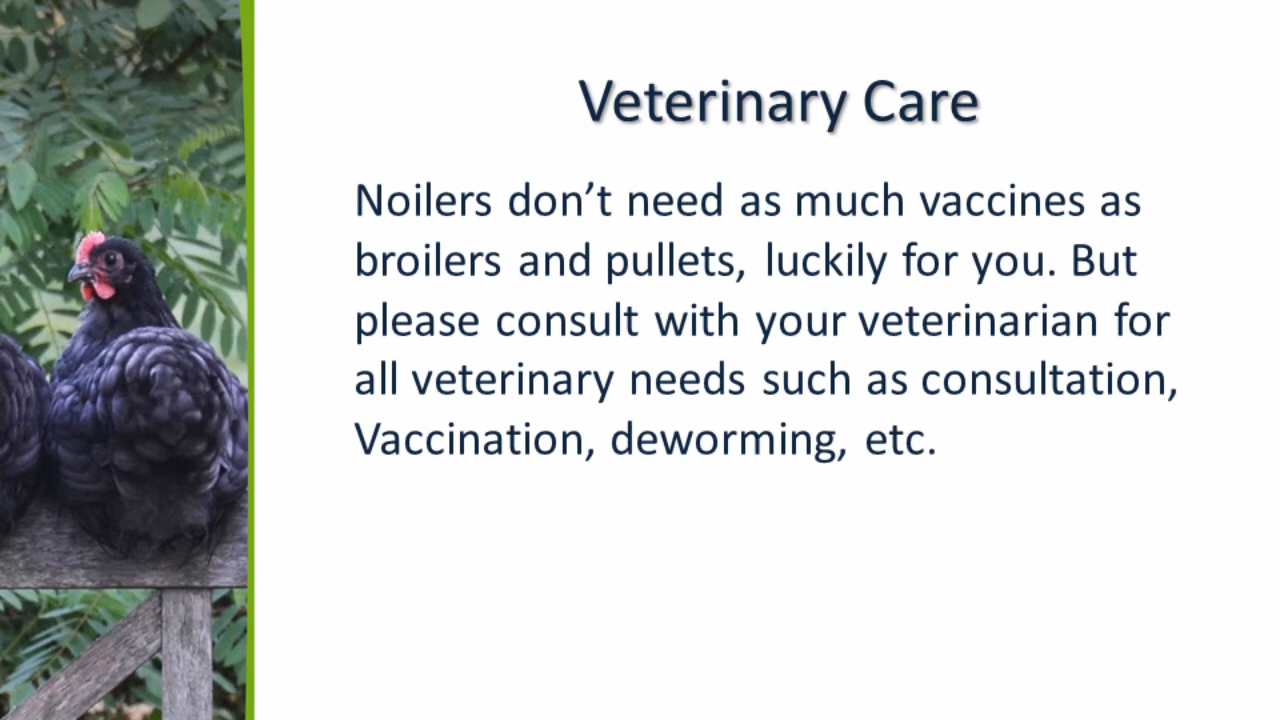 Veterinary Care
Noilers don’t need as much vaccines as
broilers and pullets, luckily for you. But
please consult with your veterinarian for
all veterinary needs such as consultation,
Vaccination, deworming, etc.